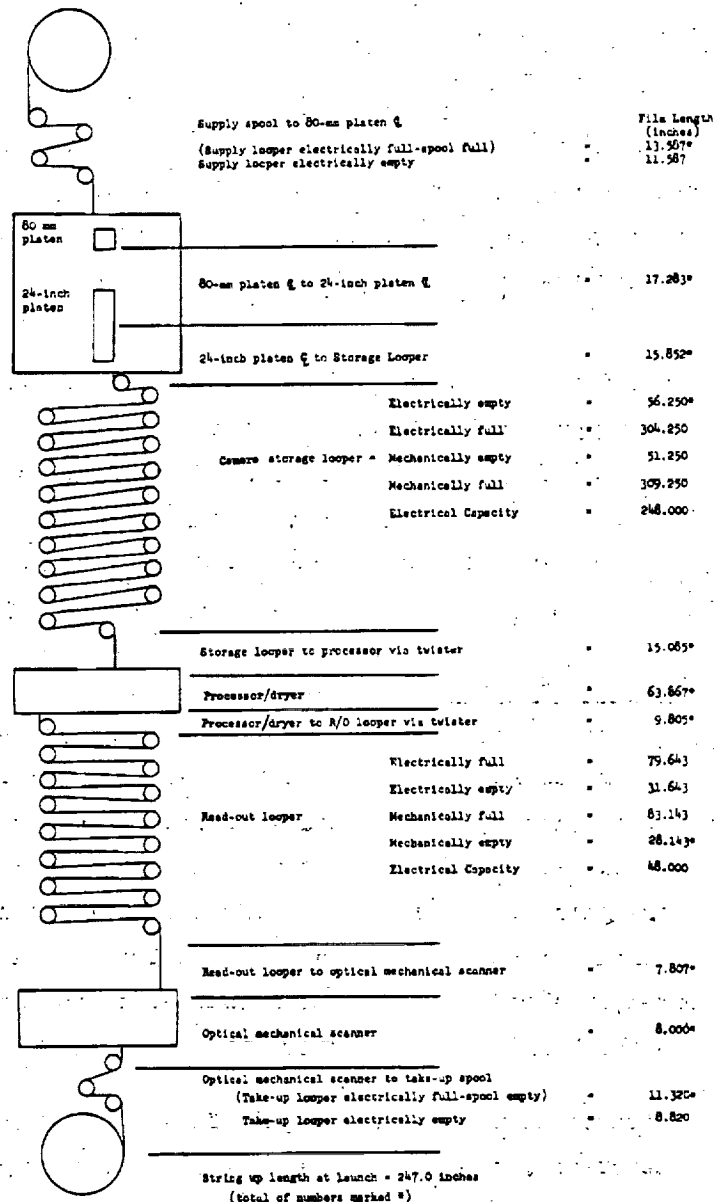 Film Length
(inches)
Supply spool to 80-mm platen ℄
(Supply looper electrically full-spool full) = 13.587*
Supply looper electrically empty = 11.587
80 mm
platen
80-mm platen ℄ to 24-inch platen ℄ = 17.283*
24-inch
platen
24-inch platen ℄ to Storage Looper = 15.852*
Electrically empty = 56.250*
Electrically full = 304.250
Camera storage looper - Mechanically empty = 51.250
Mechanically full = 309.250
Electrical Capacity = 248.000
Storage looper to processor via twister = 15.085*
Processor/dryer = 63.867*
Processor/dryer to R/O looper via twister = 9.805*
Electrically full = 79.643
Electrically empty = 31.643
Read-out looper Mechanically full = 83.143
Mechanically empty = 28.143*
Electrical Capacity = 48.000
Read-out looper to optical mechanical scanner = 7.807*
Optical mechanical scanner = 8.000*
Optical mechanical scanner to take-up spool
(Take-up looper electrically full-spool empty) = 11.320*
Take-up looper electrically empty = 8.820
String up length at launch = 247.0 inches
(total of numbers marked *)